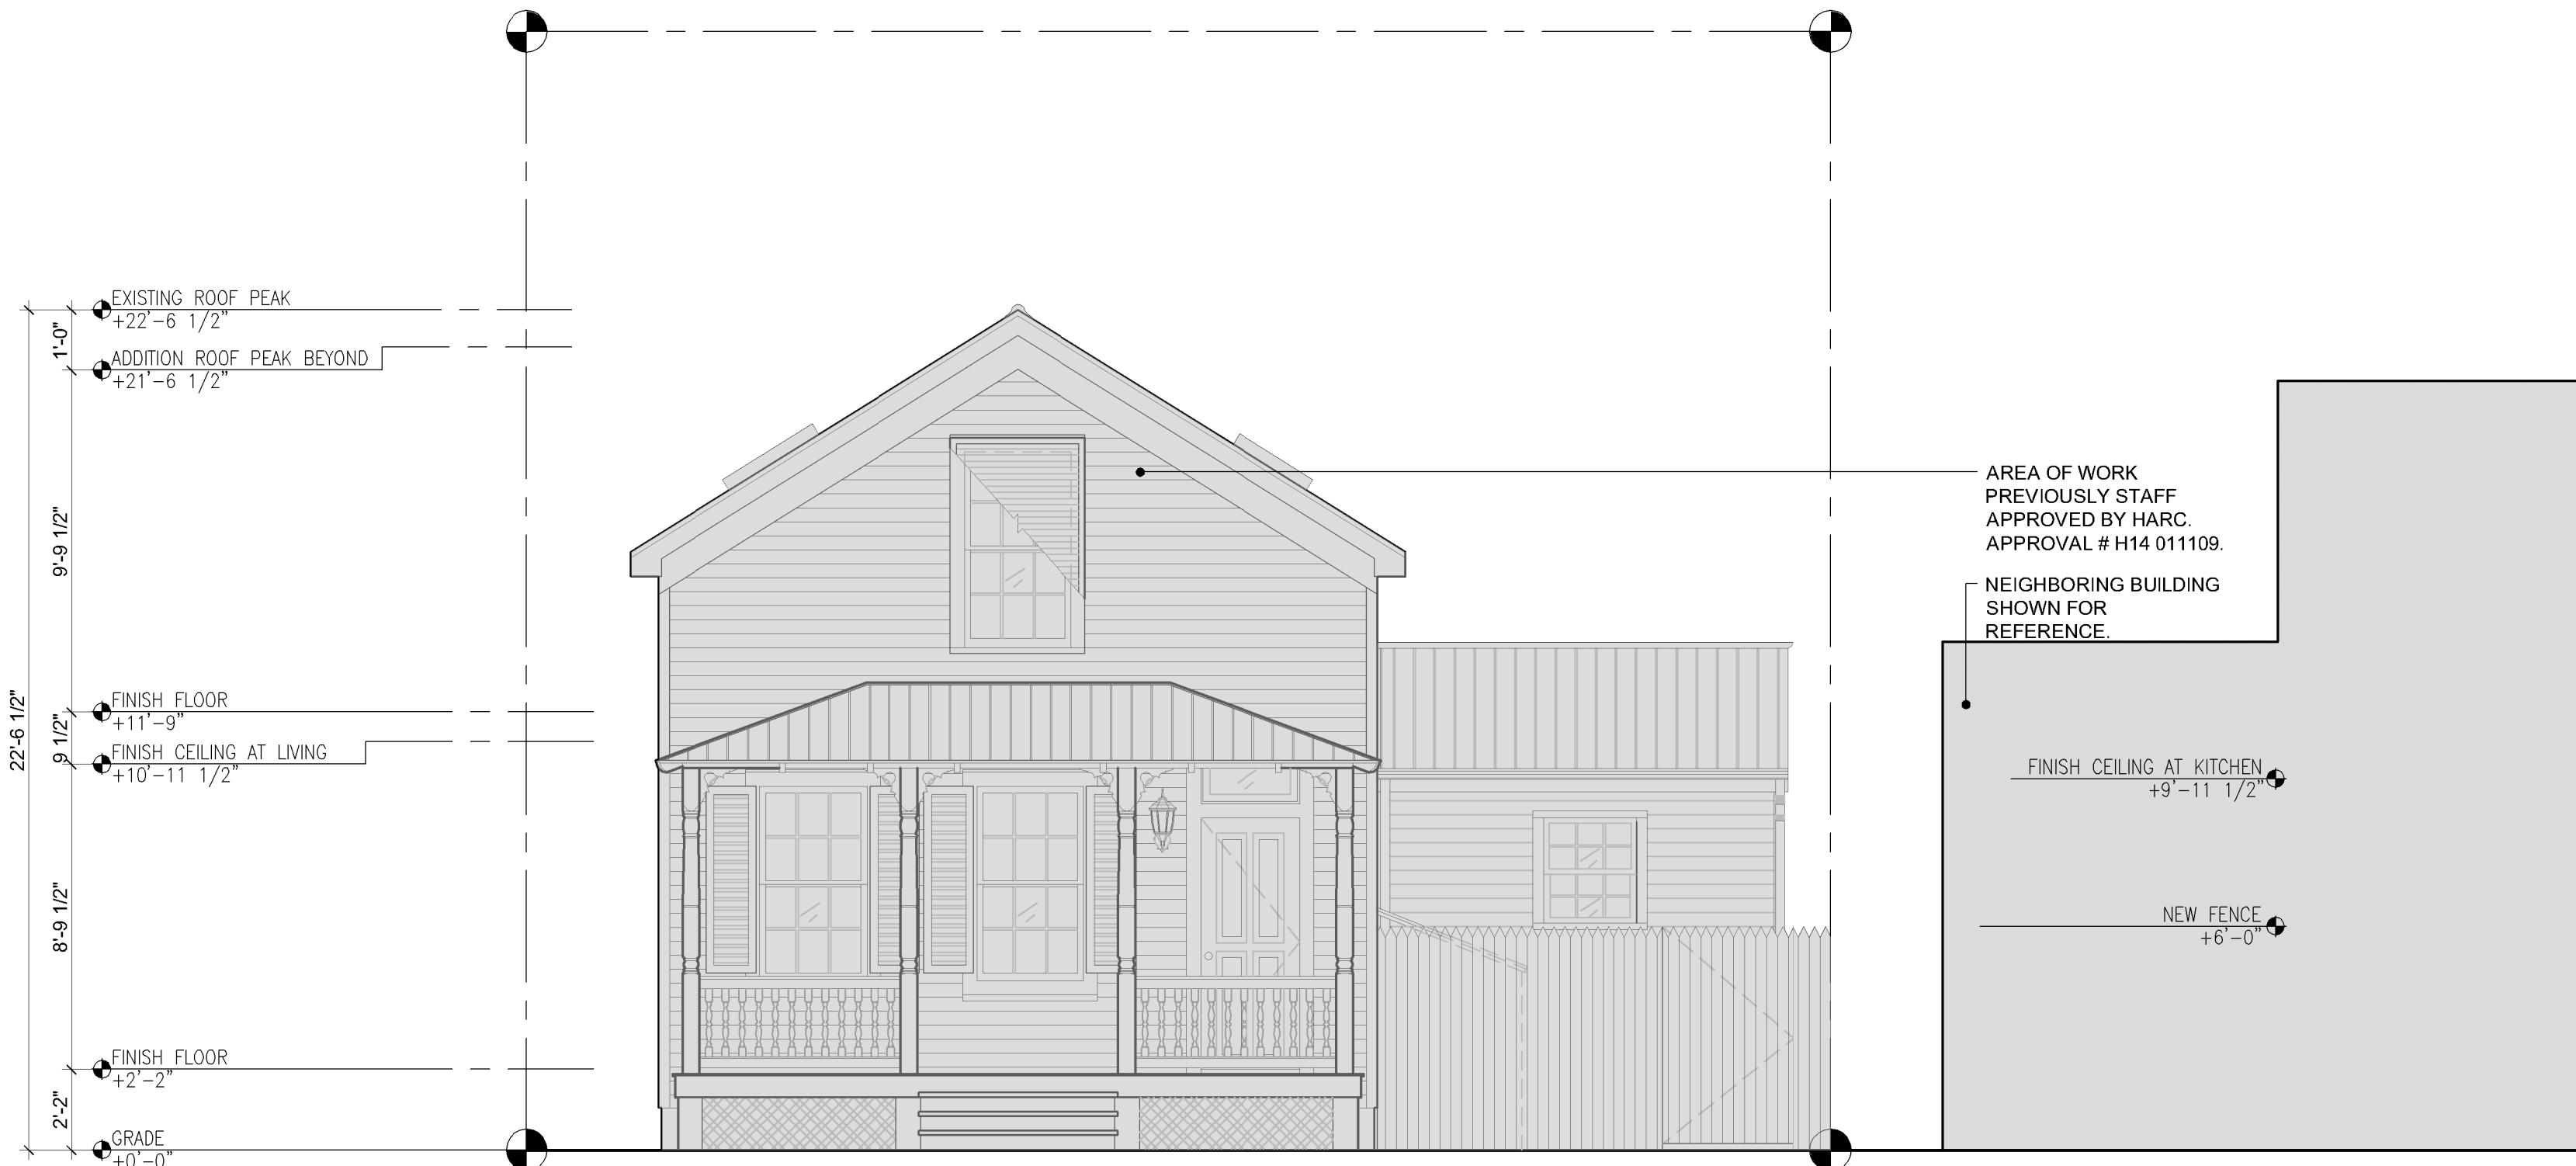 EXISTING ROOF PEAK
+22'-6 1/2"
1'-0"
ADDITION ROOF PEAK BEYOND
+21'-6 1/2"
AREA OF WORK
PREVIOUSLY STAFF
APPROVED BY HARC.
APPROVAL # H14 011109.
9'-9 1/2"
NEIGHBORING BUILDING
SHOWN FOR
REFERENCE.
FINISH FLOOR
+11'-9"
22'-6 1/2"
9 1/2"
FINISH CEILING AT LIVING
+10'-11 1/2"
FINISH CEILING AT KITCHEN
+9'-11 1/2"
8'-9 1/2"
NEW FENCE
+6'-0"
FINISH FLOOR
+2'-2"
2'-2"
GRADE
+0'-0"